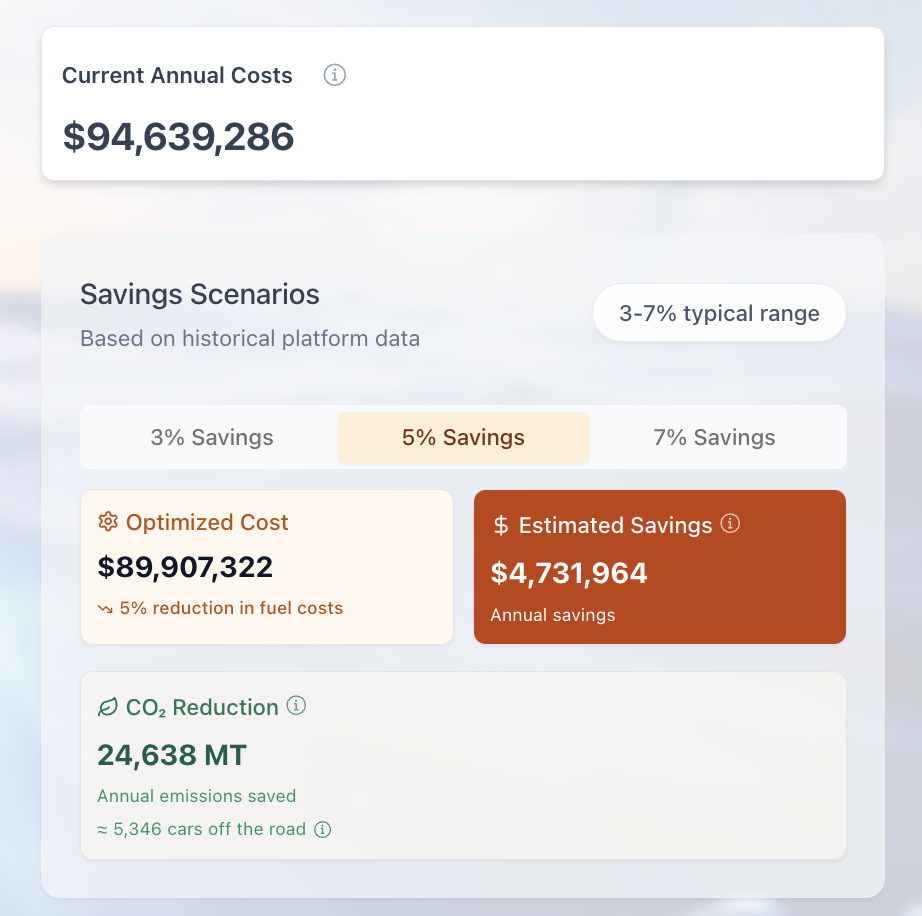 Current Annual Costs
$94,639,286
Savings Scenarios
Based on historical platform data
3-7% typical range
3% Savings
5% Savings
7% Savings
Optimized Cost
$89,907,322
5% reduction in fuel costs
$ Estimated Savings
$4,731,964
Annual savings
CO₂ Reduction
24,638 MT
Annual emissions saved
≈ 5,346 cars off the road